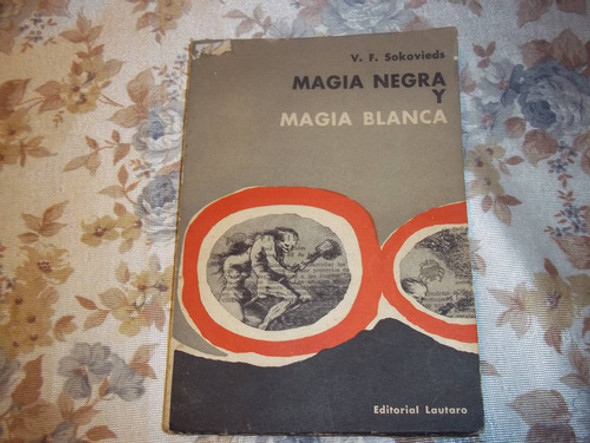 V. F. Sokovieds
MAGIA NEGRA
Y
MAGIA BLANCA
Editorial Lautaro